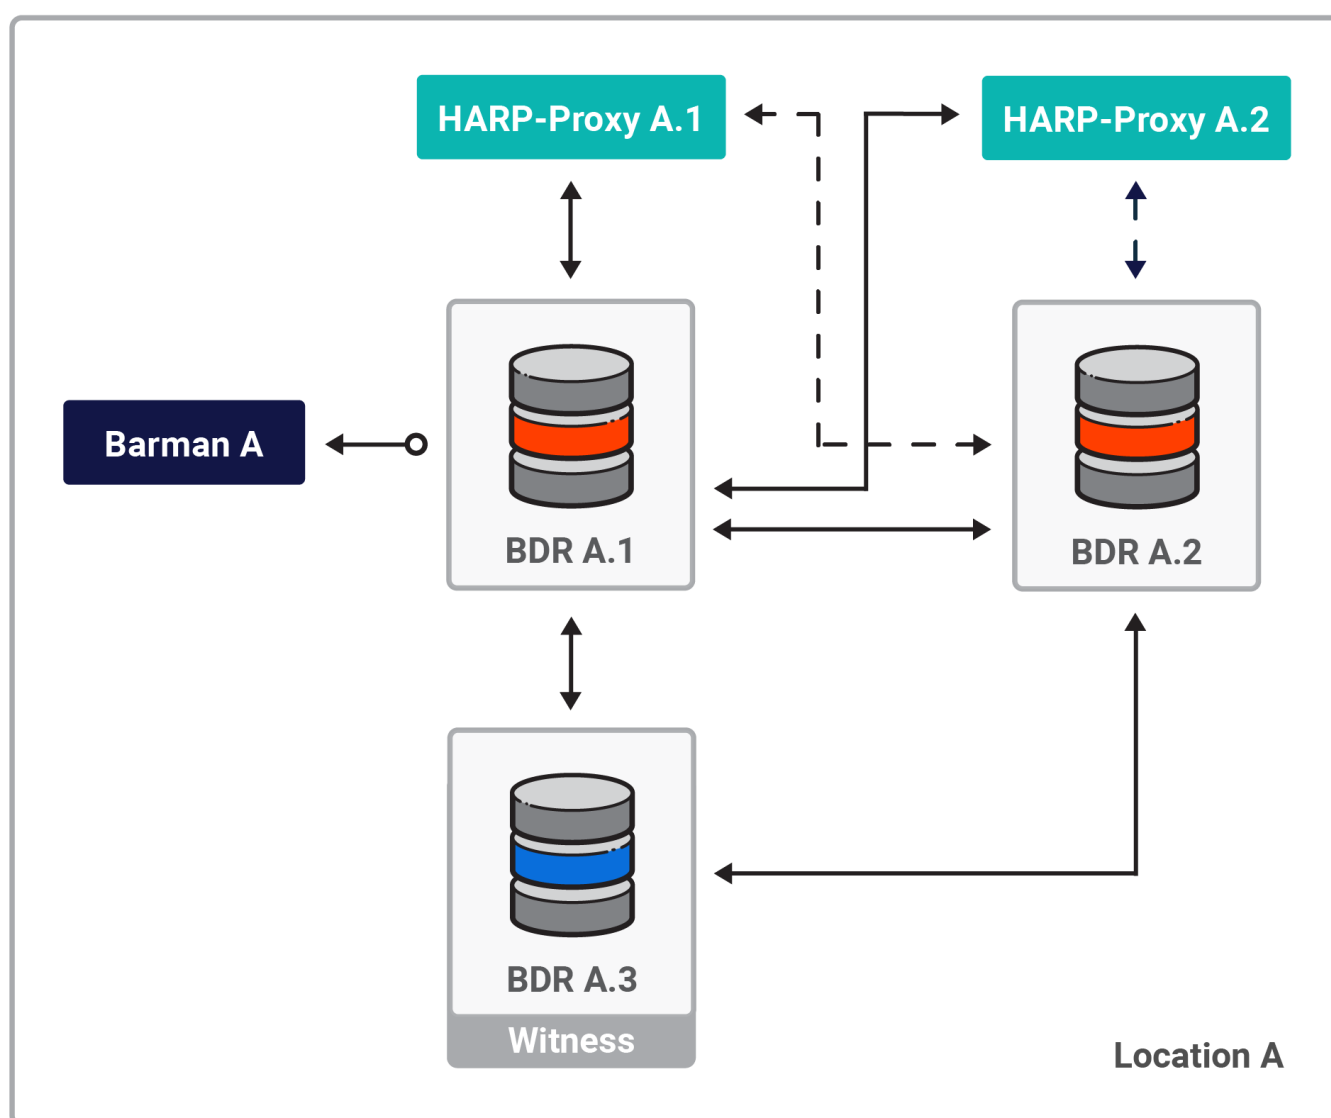 HARP-Proxy A.1
HARP-Proxy A.2
Barman A
BDR A.1
BDR A.2
BDR A.3
Witness
Location A